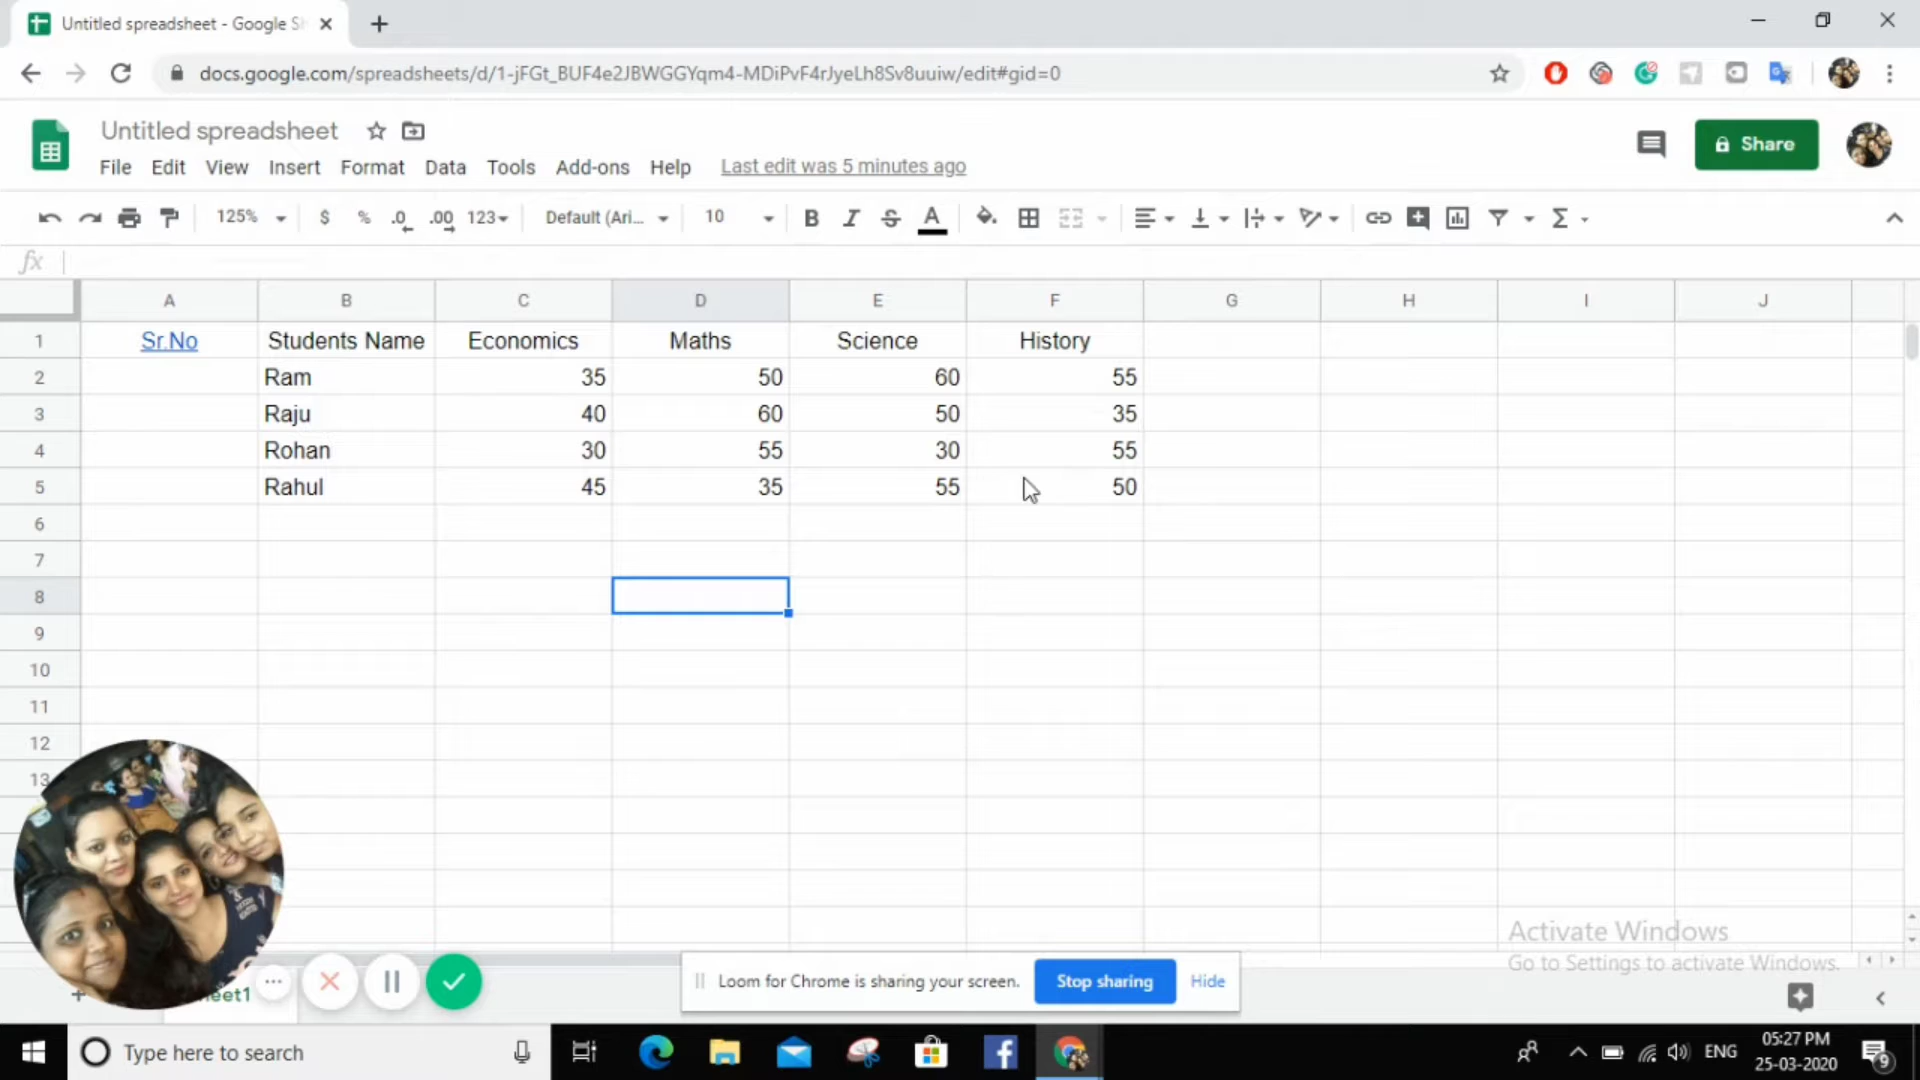 Untitled spreadsheet - Google Sh
docs.google.com/spreadsheets/d/1-jFGt_BUF4e2JBWGGYqm4-MDiPvF4rJyeLh8Sv8uuiw/edit#gid=0
Untitled spreadsheet
File Edit View Insert Format Data Tools Add-ons Help Last edit was 5 minutes ago
Share
125% $ % .0 .00 123 Default (Ari... 10 B I S A Σ
fx
A B C D E F G H I J
1 Sr.No Students Name Economics Maths Science History
2 Ram 35 50 60 55
3 Raju 40 60 50 35
4 Rohan 30 55 30 55
5 Rahul 45 35 55 50
6
7
8
9
10
11
12
13
Activate Windows
Go to Settings to activate Windows.
eet1
Loom for Chrome is sharing your screen. Stop sharing Hide
Type here to search
ENG
05:27 PM
25-03-2020
9